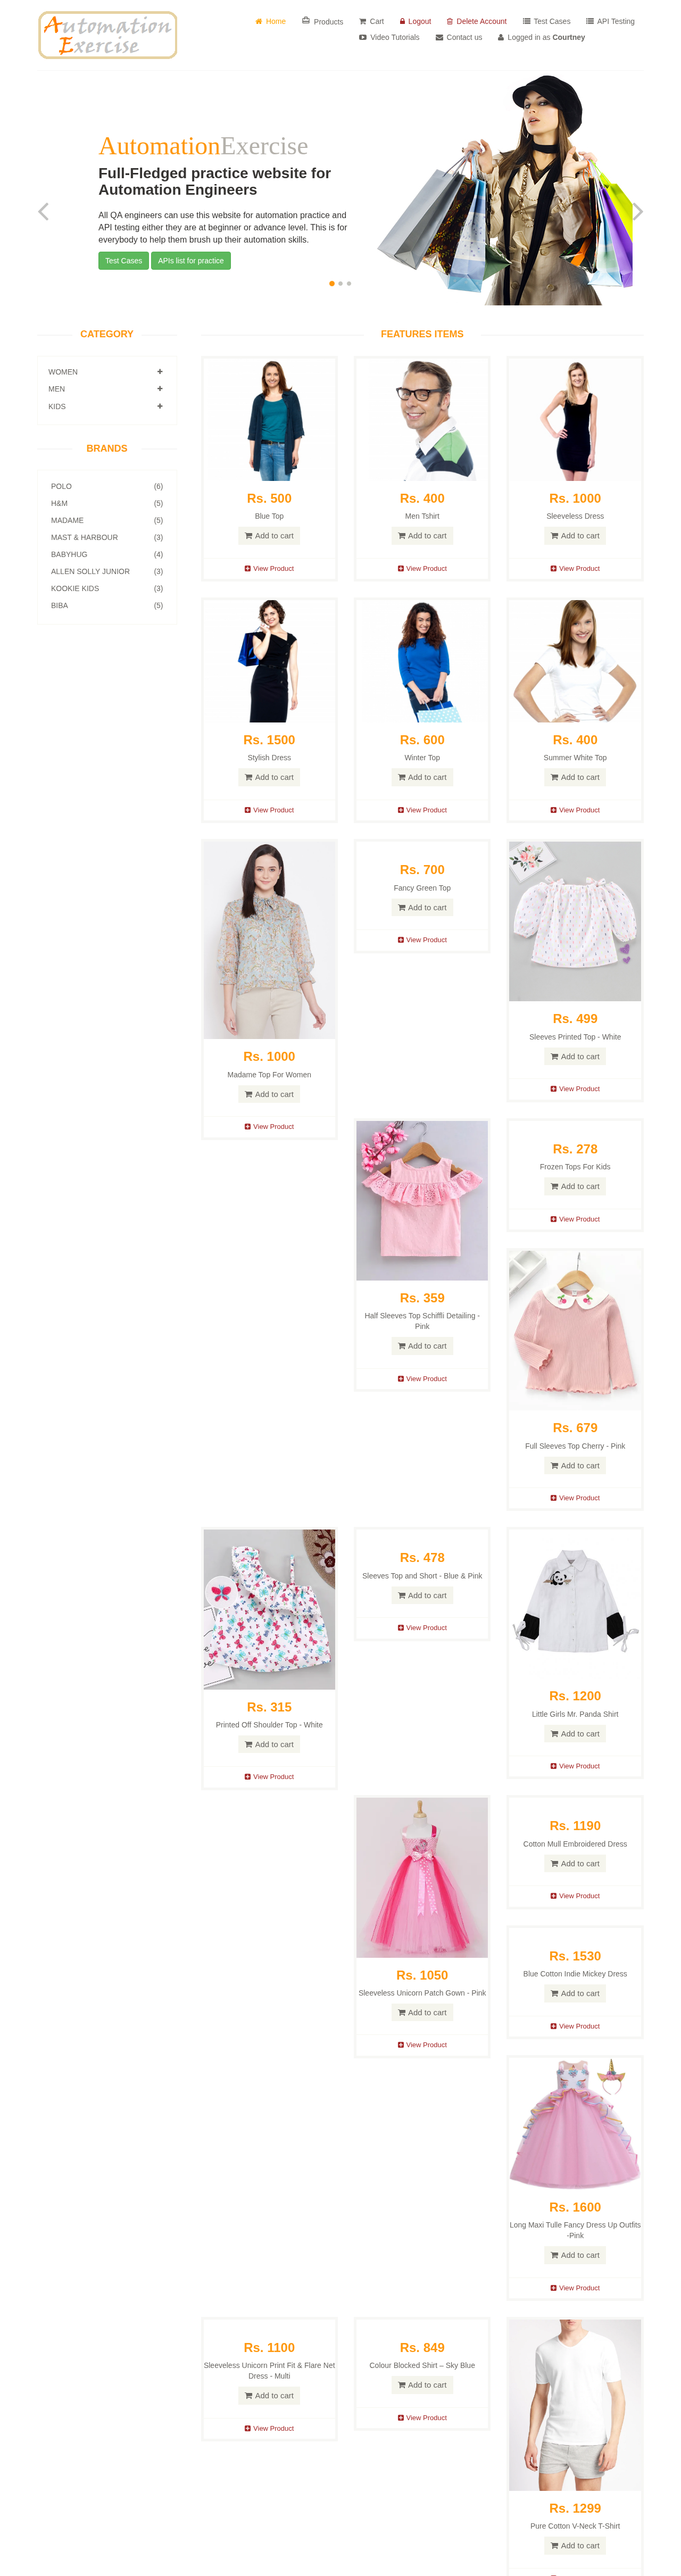 Automation
Exercise
Home
Products
Cart
Logout
Delete Account
Test Cases
API Testing
Video Tutorials
Contact us
Logged in as Courtney
AutomationExercise
Full-Fledged practice website for
Automation Engineers
All QA engineers can use this website for automation practice and
API testing either they are at beginner or advance level. This is for
everybody to help them brush up their automation skills.
Test Cases
APIs list for practice
CATEGORY
WOMEN
MEN
KIDS
BRANDS
POLO (6)
H&M (5)
MADAME (5)
MAST & HARBOUR (3)
BABYHUG (4)
ALLEN SOLLY JUNIOR (3)
KOOKIE KIDS (3)
BIBA (5)
FEATURES ITEMS
Rs. 500
Blue Top
Add to cart
View Product
Rs. 400
Men Tshirt
Add to cart
View Product
Rs. 1000
Sleeveless Dress
Add to cart
View Product
Rs. 1500
Stylish Dress
Add to cart
View Product
Rs. 600
Winter Top
Add to cart
View Product
Rs. 400
Summer White Top
Add to cart
View Product
Rs. 1000
Madame Top For Women
Add to cart
View Product
Rs. 700
Fancy Green Top
Add to cart
View Product
Rs. 499
Sleeves Printed Top - White
Add to cart
View Product
Rs. 359
Half Sleeves Top Schiffli Detailing -
Pink
Add to cart
View Product
Rs. 278
Frozen Tops For Kids
Add to cart
View Product
Rs. 679
Full Sleeves Top Cherry - Pink
Add to cart
View Product
Rs. 315
Printed Off Shoulder Top - White
Add to cart
View Product
Rs. 478
Sleeves Top and Short - Blue & Pink
Add to cart
View Product
Rs. 1200
Little Girls Mr. Panda Shirt
Add to cart
View Product
Rs. 1050
Sleeveless Unicorn Patch Gown - Pink
Add to cart
View Product
Rs. 1190
Cotton Mull Embroidered Dress
Add to cart
View Product
Rs. 1530
Blue Cotton Indie Mickey Dress
Add to cart
View Product
Rs. 1600
Long Maxi Tulle Fancy Dress Up Outfits
-Pink
Add to cart
View Product
Rs. 1100
Sleeveless Unicorn Print Fit & Flare Net
Dress - Multi
Add to cart
View Product
Rs. 849
Colour Blocked Shirt – Sky Blue
Add to cart
View Product
Rs. 1299
Pure Cotton V-Neck T-Shirt
Add to cart